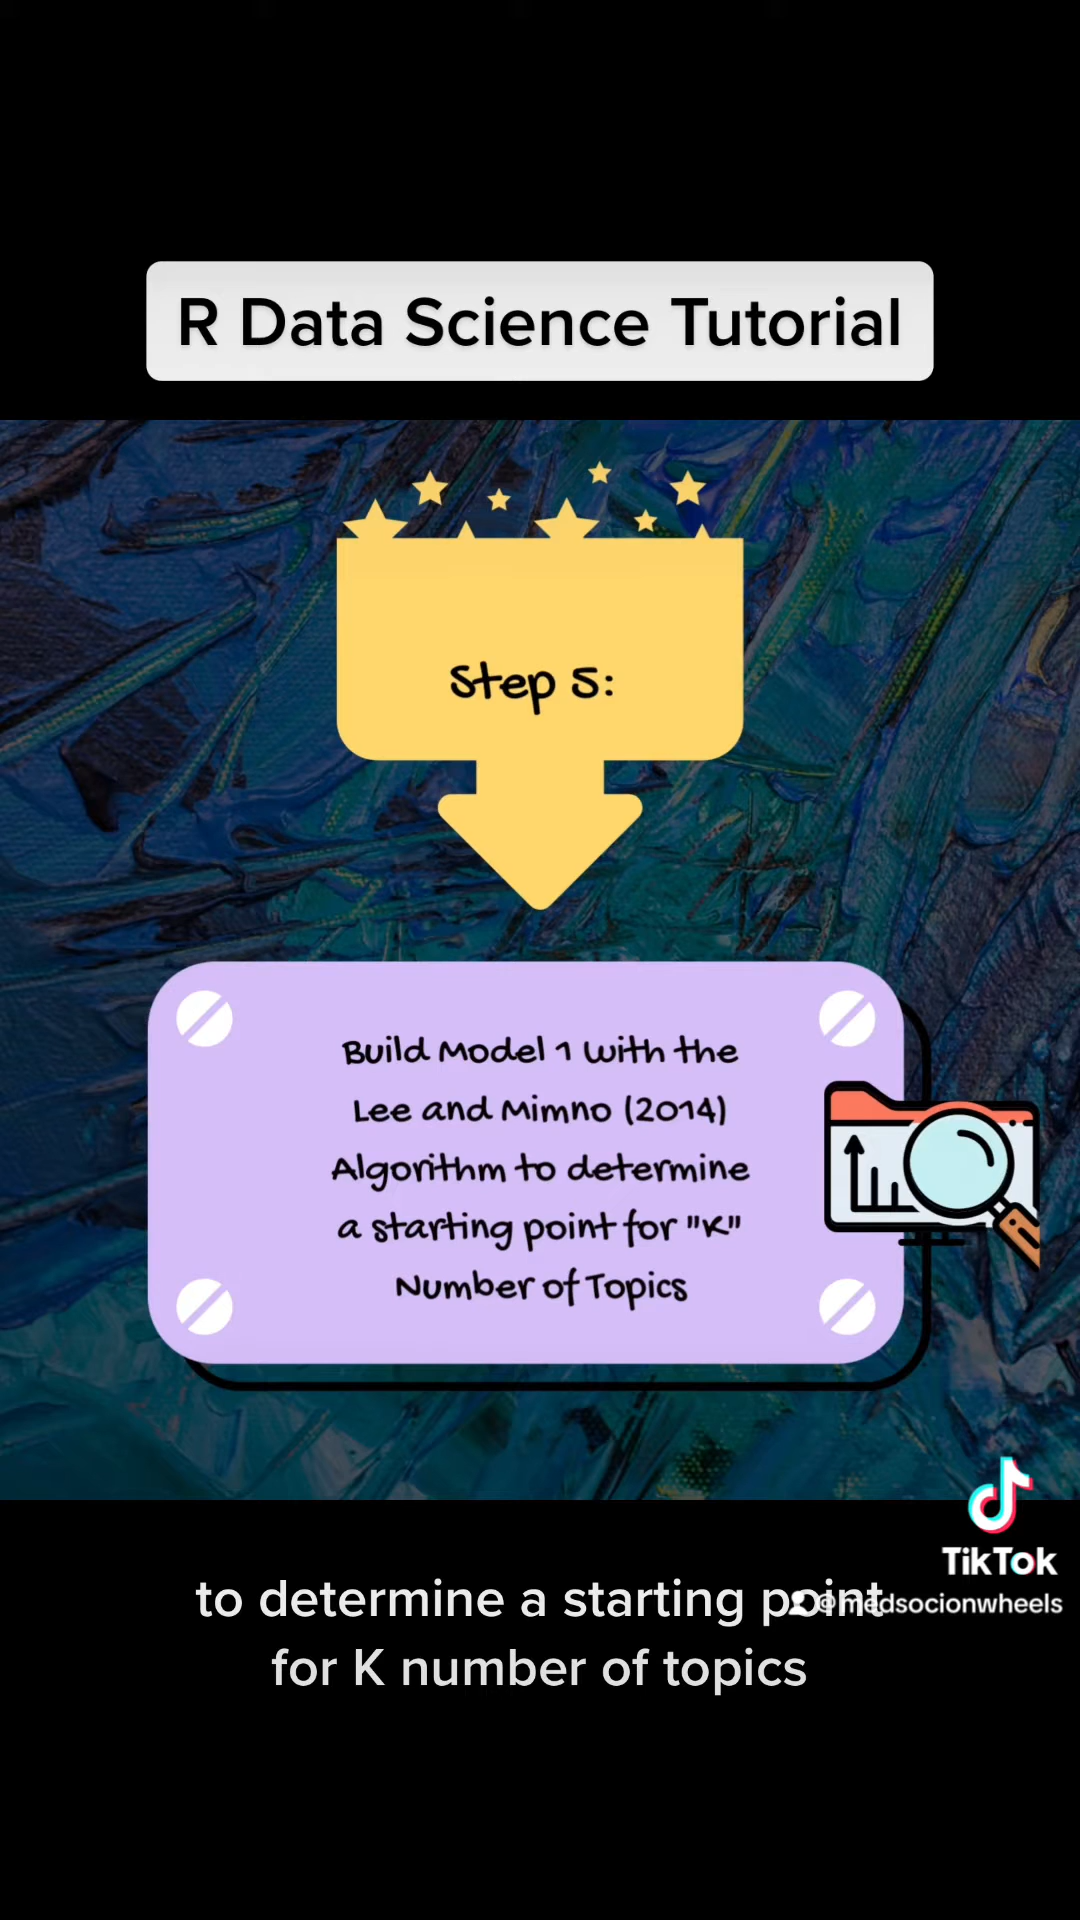 R Data Science Tutorial
Step 5:
Build Model 1 with the
Lee and Mimno (2014)
Algorithm to determine
a starting point for "K"
Number of Topics
TikTok
@medsocionwheels
to determine a starting point
for K number of topics